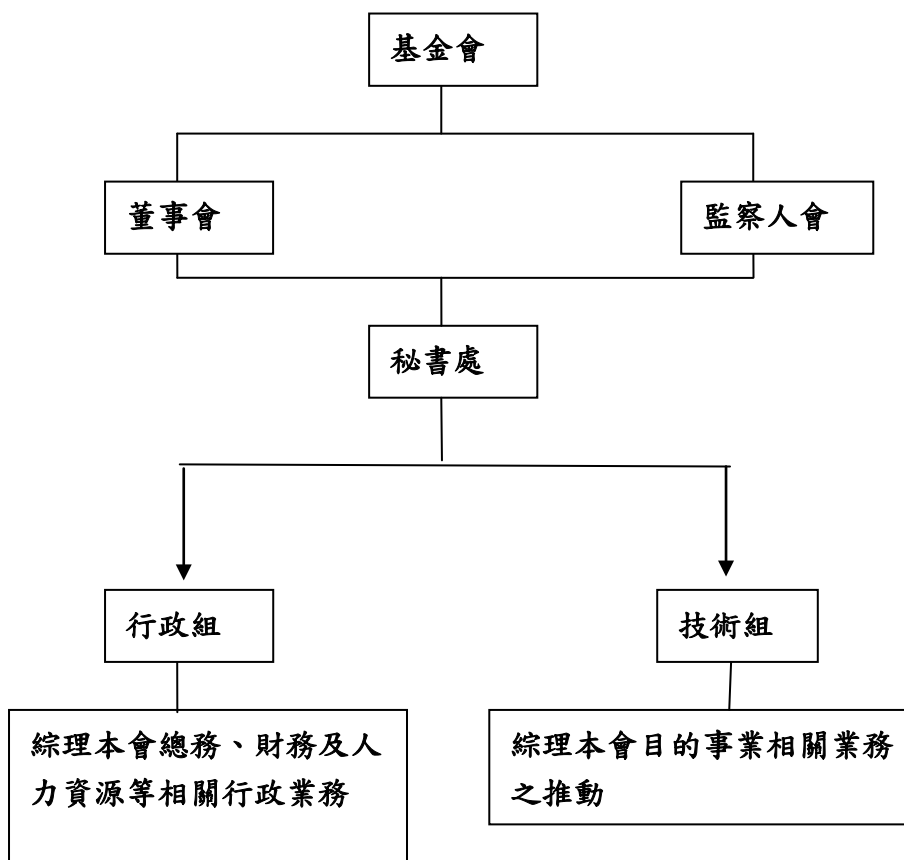 基金會
董事會
監察人會
秘書處
行政組
技術組
綜理本會總務、財務及人
力資源等相關行政業務
綜理本會目的事業相關業務
之推動